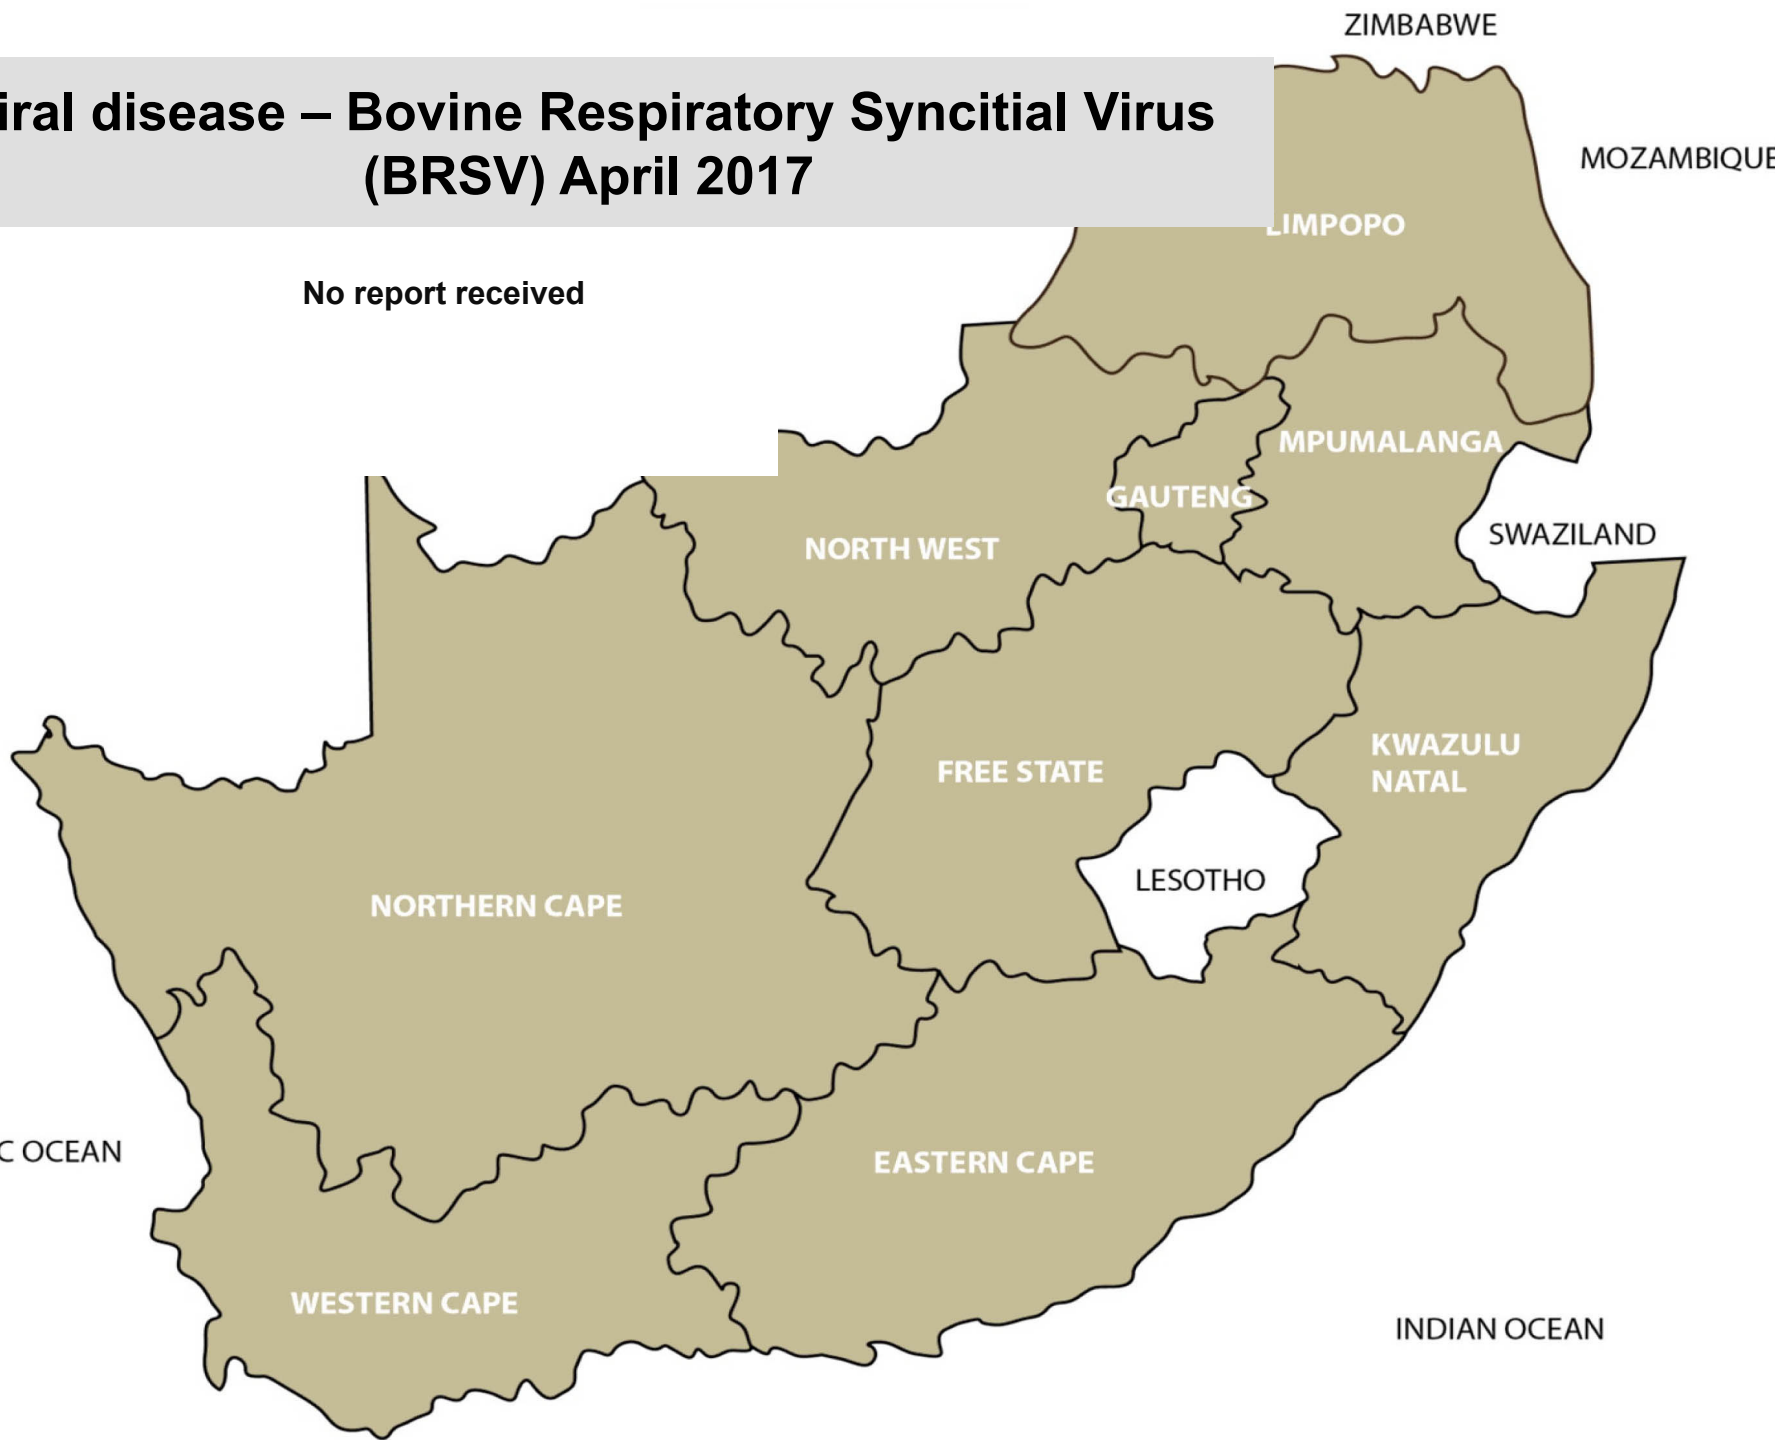 ZIMBABWE
iral disease – Bovine Respiratory Syncitial Virus
(BRSV) April 2017
MOZAMBIQUE
LIMPOPO
No report received
MPUMALANGA
GAUTENG
SWAZILAND
NORTH WEST
KWAZULU
NATAL
FREE STATE
LESOTHO
NORTHERN CAPE
C OCEAN
EASTERN CAPE
WESTERN CAPE
INDIAN OCEAN